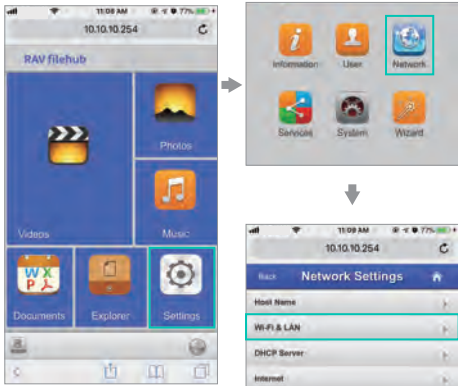 11:08 AM
77%
10.10.10.254
RAV filehub
Videos
Photos
Music
W X
P
Documents
Explorer
Settings
Information
User
Network
Services
System
Wizard
11:09 AM
77%
10.10.10.254
Back
Network Settings
Host Name
Wi-Fi & LAN
DHCP Server
Internet